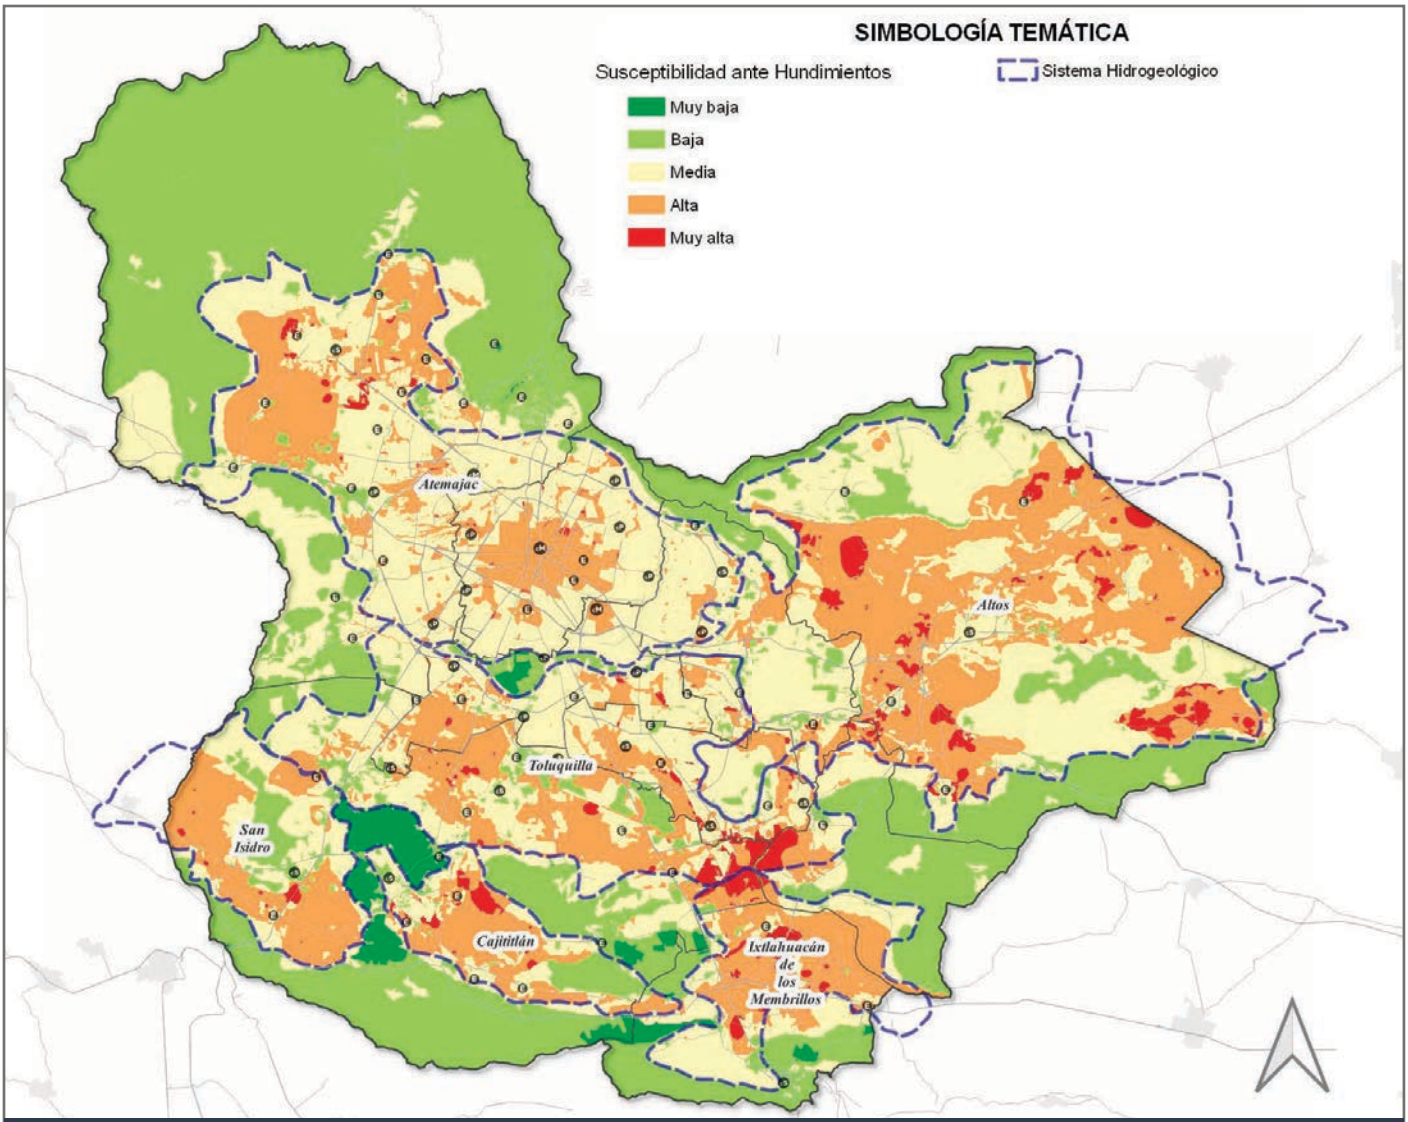 SIMBOLOGÍA TEMÁTICA
Susceptibilidad ante Hundimientos
Sistema Hidrogeológico
Muy baja
Baja
Media
Alta
Muy alta
Atemajac
Altos
Toluquilla
San
Isidro
Cajititlán
Ixtlahuacán
de
los
Membrillos